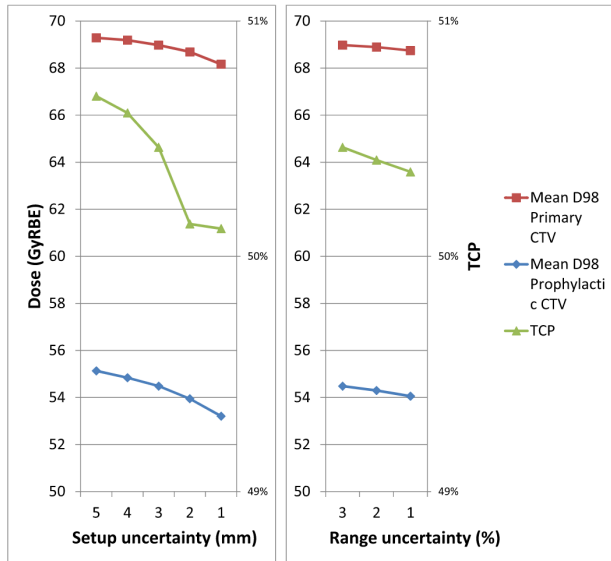 70
68
66
64
62
60
58
56
54
52
50
Dose (GyRBE)
51%
50%
49%
5 4 3 2 1
Setup uncertainty (mm)
70
68
66
64
62
60
58
56
54
52
50
51%
50%
49%
TCP
3 2 1
Range uncertainty (%)
Mean D98
Primary
CTV
Mean D98
Prophylacti
c CTV
TCP